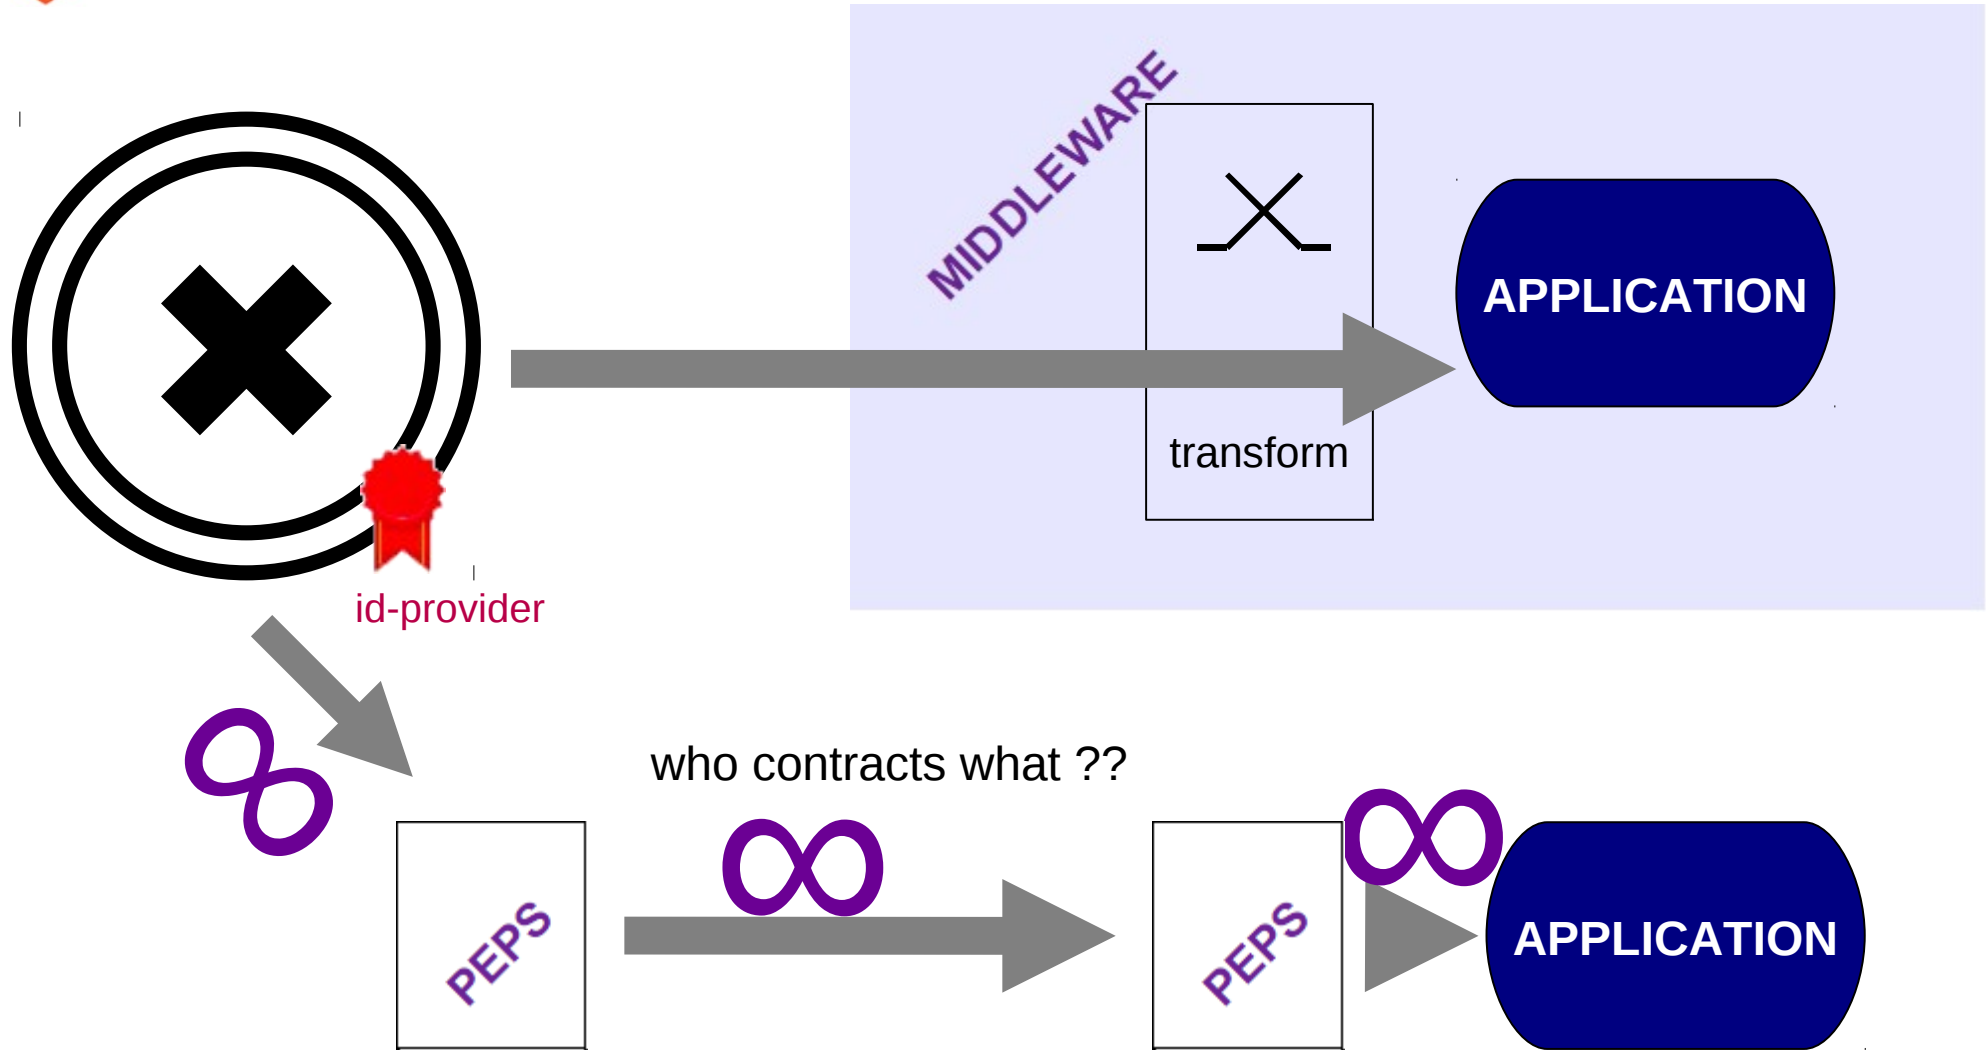 MIDDLEWARE
APPLICATION
transform
id-provider
who contracts what ??
PEPS
PEPS
APPLICATION